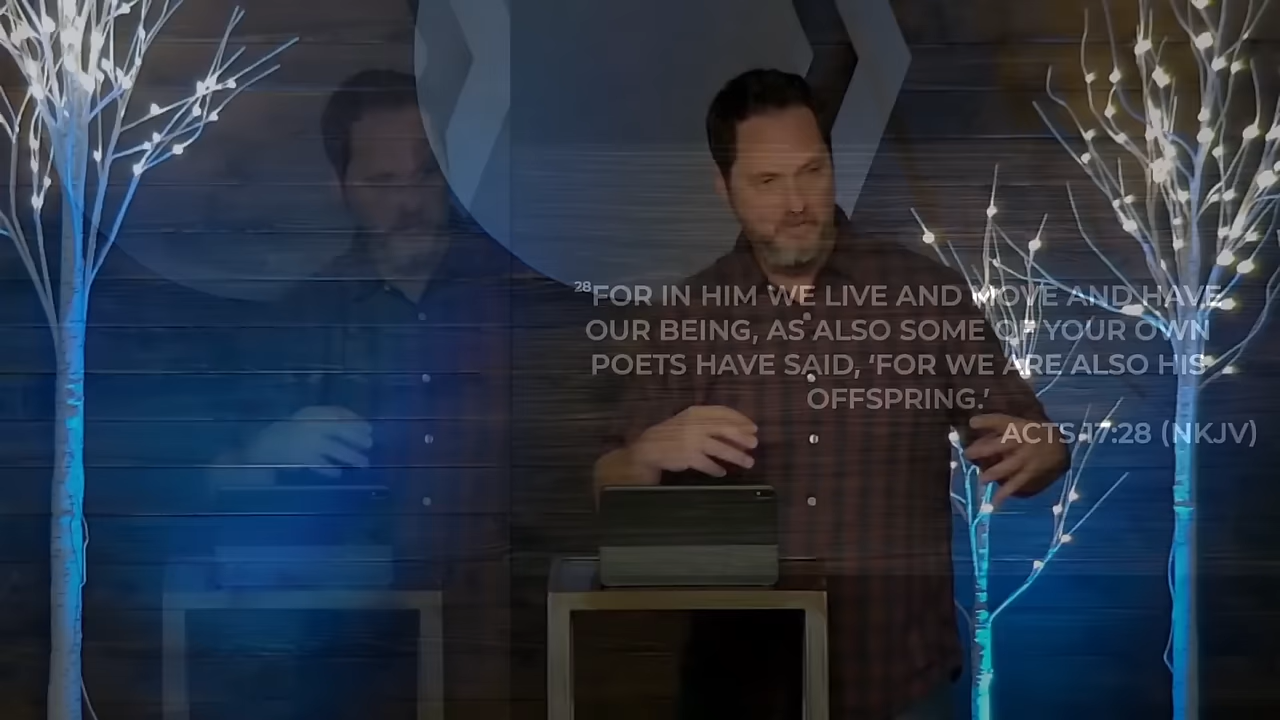 28FOR IN HIM WE LIVE AND MOVE AND HAVE
OUR BEING, AS ALSO SOME OF YOUR OWN
POETS HAVE SAID, ‘FOR WE ARE ALSO HIS
OFFSPRING.’
ACTS 17:28 (NKJV)